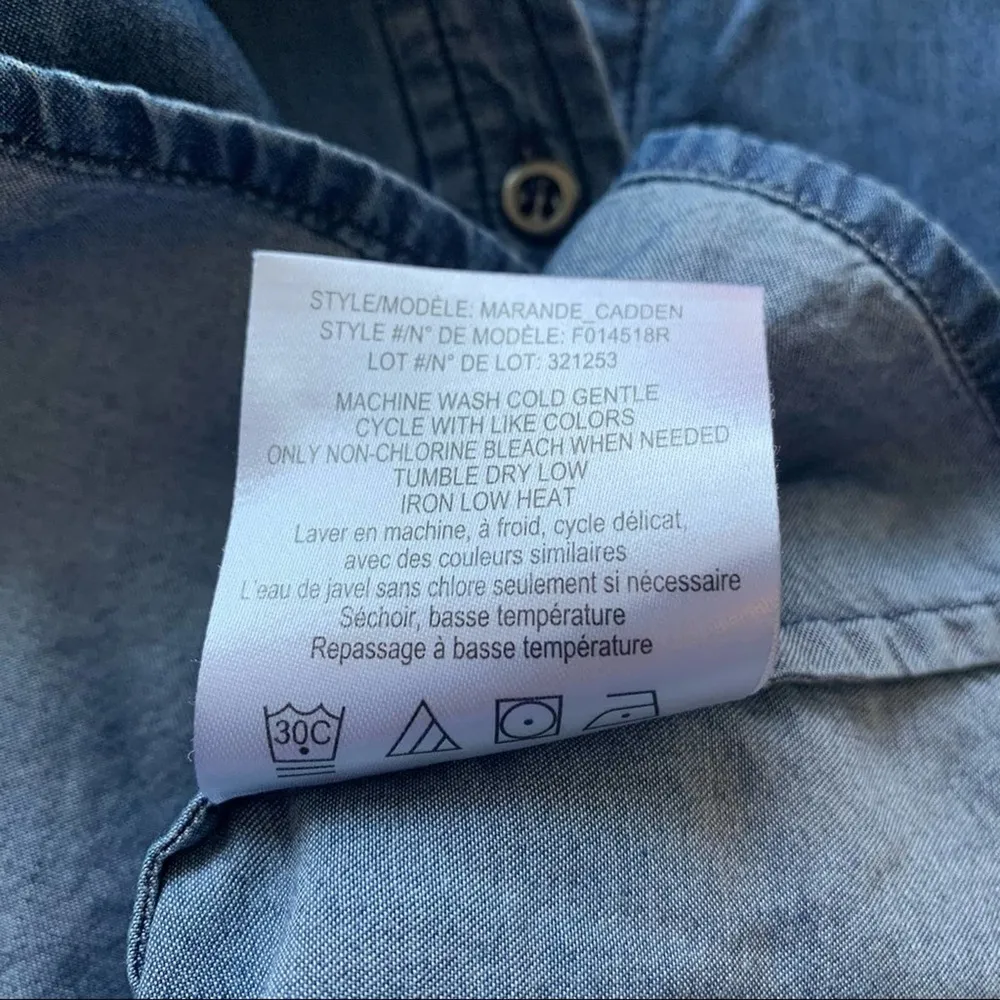 STYLE/MODÈLE: MARANDE_CADDEN
STYLE #/N° DE MODÈLE: F014518R
LOT #/N° DE LOT: 321253
MACHINE WASH COLD GENTLE
CYCLE WITH LIKE COLORS
ONLY NON-CHLORINE BLEACH WHEN NEEDED
TUMBLE DRY LOW
IRON LOW HEAT
Laver en machine, à froid, cycle délicat,
avec des couleurs similaires
L'eau de javel sans chlore seulement si nécessaire
Séchoir, basse température
Repassage à basse température
30C